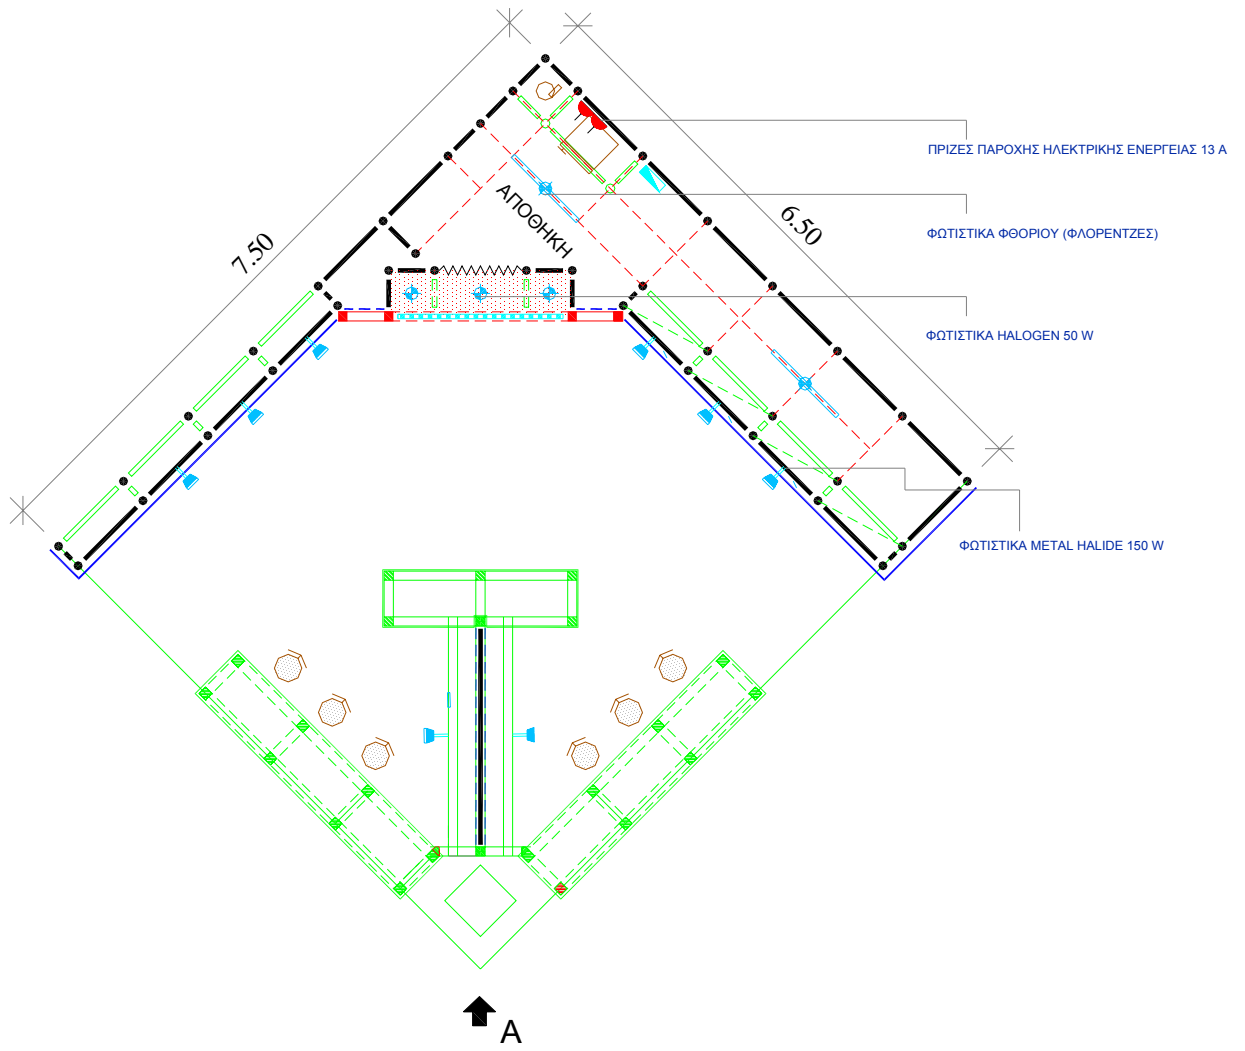 ΠΡΙΖΕΣ ΠΑΡΟΧΗΣ ΗΛΕΚΤΡΙΚΗΣ ΕΝΕΡΓΕΙΑΣ 13 Α
ΑΠΟΘΗΚΗ
6.50
ΦΩΤΙΣΤΙΚΑ ΦΘΟΡΙΟΥ (ΦΛΟΡΕΝΤΖΕΣ)
7.50
ΦΩΤΙΣΤΙΚΑ HALOGEN 50 W
ΦΩΤΙΣΤΙΚΑ METAL HALIDE 150 W
A